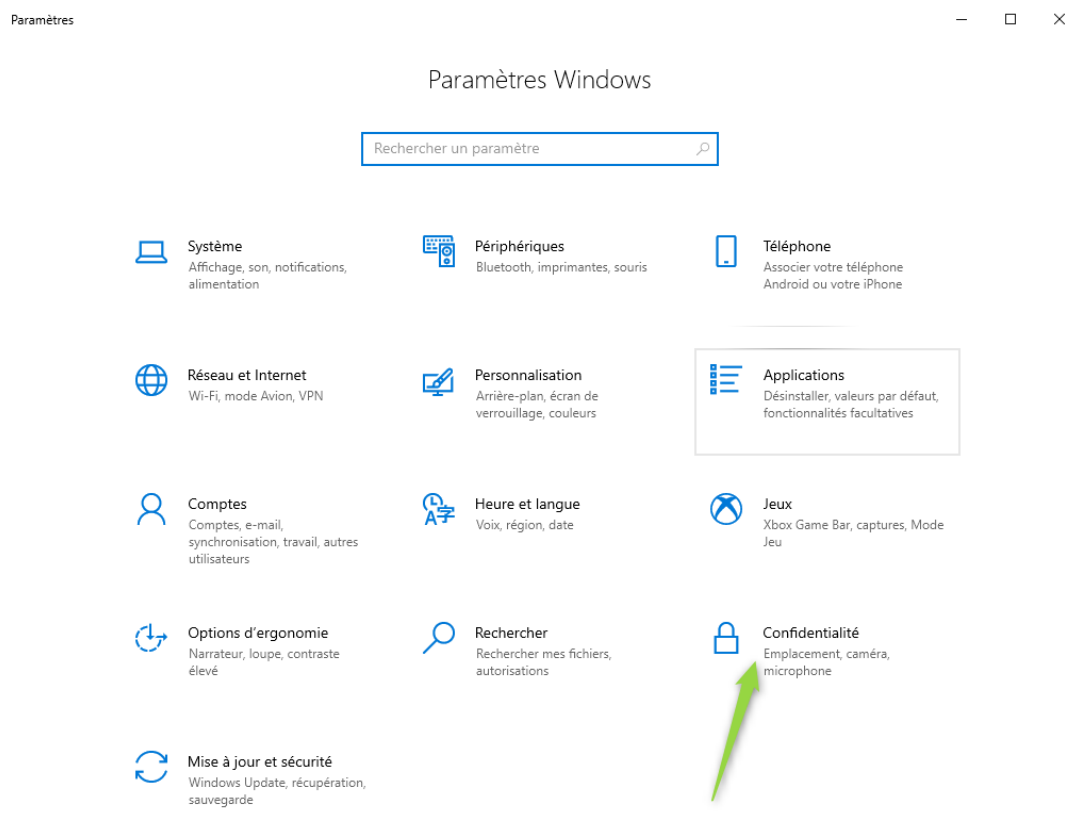 Paramètres
Paramètres Windows
Rechercher un paramètre
Système
Affichage, son, notifications,
alimentation
Périphériques
Bluetooth, imprimantes, souris
Téléphone
Associer votre téléphone
Android ou votre iPhone
Réseau et Internet
Wi-Fi, mode Avion, VPN
Personnalisation
Arrière-plan, écran de
verrouillage, couleurs
Applications
Désinstaller, valeurs par défaut,
fonctionnalités facultatives
Comptes
Comptes, e-mail,
synchronisation, travail, autres
utilisateurs
Heure et langue
Voix, région, date
Jeux
Xbox Game Bar, captures, Mode
Jeu
Options d’ergonomie
Narrateur, loupe, contraste
élevé
Rechercher
Rechercher mes fichiers,
autorisations
Confidentialité
Emplacement, caméra,
microphone
Mise à jour et sécurité
Windows Update, récupération,
sauvegarde